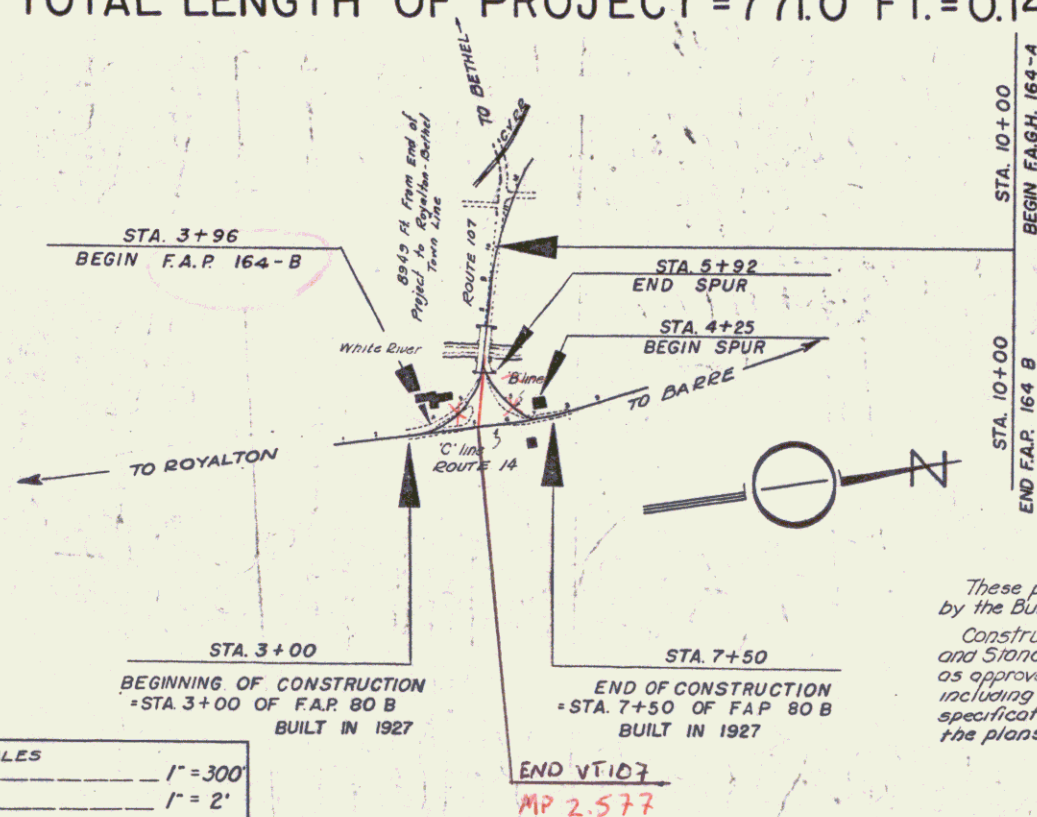 TOTAL LENGTH OF PROJECT = 771.0 FT. = 0.14
TO BETHEL
8949 Ft From End of
Project to Royalton-Bethel
Town Line
ROUTE 107
STA. 3+96
BEGIN F.A.P. 164-B
STA. 5+92
END SPUR
STA. 4+25
BEGIN SPUR
White River
'B' line
TO BARRE
'C' line
ROUTE 14
TO ROYALTON
N
STA. 10+00
BEGIN F.A.G.H. 164-A
STA. 10+00
END F.A.P. 164 B
STA. 3+00
BEGINNING OF CONSTRUCTION
=STA. 3+00 OF F.A.P. 80 B
BUILT IN 1927
STA. 7+50
END OF CONSTRUCTION
=STA. 7+50 OF FAP 80 B
BUILT IN 1927
END VT 107
MP 2.577
LES
1" = 300'
1" = 2'
These p
by the Bu
Constru
and Stand
as approv
including
specificat
the plans